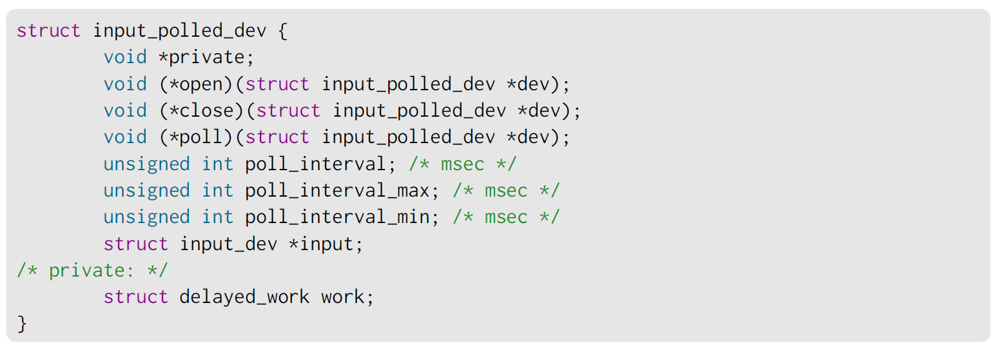 struct input_polled_dev {
        void *private;
        void (*open)(struct input_polled_dev *dev);
        void (*close)(struct input_polled_dev *dev);
        void (*poll)(struct input_polled_dev *dev);
        unsigned int poll_interval; /* msec */
        unsigned int poll_interval_max; /* msec */
        unsigned int poll_interval_min; /* msec */
        struct input_dev *input;
/* private: */
        struct delayed_work work;
}